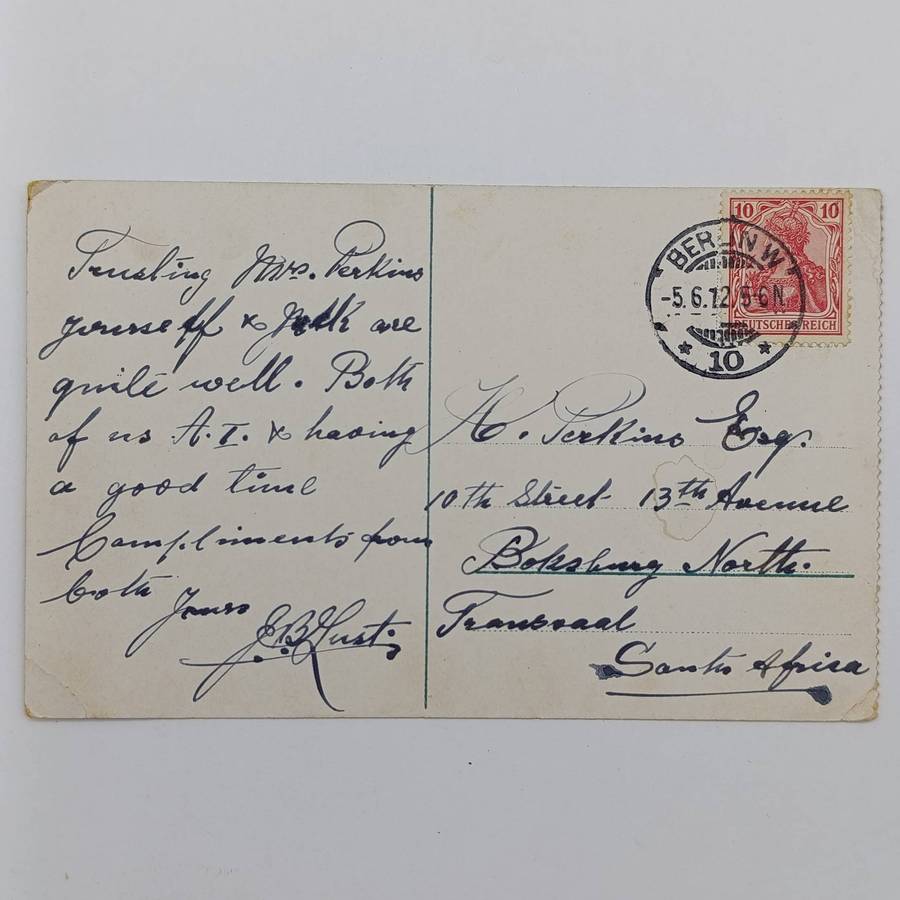 Trusting Mrs. Perkins
yourself & are
quite well. Both
of us A.I. & having
a good time
Compliments from
both
Yours
10 10
DEUTSCHES REICH
BERLIN W
-5.6.12 5-6N
* 10 *
H. Perkins Esq.
10th Street 13th Avenue
Boksburg North.
Transvaal
South Africa